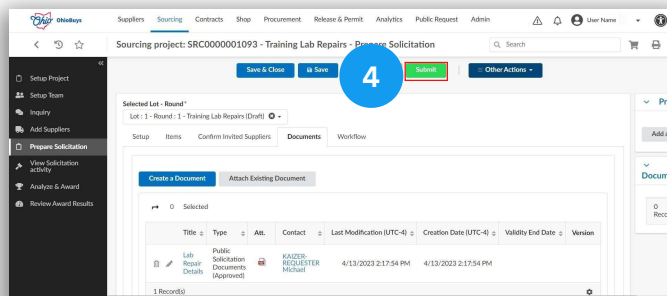 Ohio OhioBuys Suppliers Sourcing Contracts Shop Procurement Release & Permit Analytics Public Request Admin User Name
Sourcing project: SRC0000001093 - Training Lab Repairs - Prepare Solicitation Search
Save & Close Save 4 Submit Other Actions
Setup Project
Setup Team
Inquiry
Add Suppliers
Prepare Solicitation
View Solicitation
activity
Analyze & Award
Review Award Results
Selected Lot - Round*
Lot : 1 - Round : 1 - Training Lab Repairs (Draft)
Setup Items Confirm Invited Suppliers Documents Workflow
Create a Document Attach Existing Document
0 Selected
Title Type Att. Contact Last Modification (UTC-4) Creation Date (UTC-4) Validity End Date Version
Lab
Repair
Details
Public
Solicitation
Documents
(Approved)
KAIZER-
REQUESTER
Michael
4/13/2023 2:17:54 PM 4/13/2023 2:17:54 PM
1 Record(s)
Pr
Add a
Docum
0
Reco